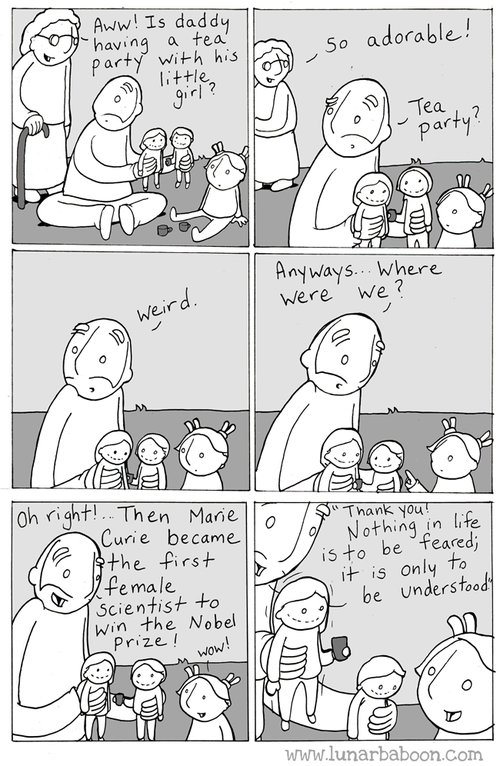 Aww! Is daddy
having a tea
party with his
little
girl?
So adorable!
Tea
party?
weird.
Anyways... Where
were we?
Oh right!... Then Marie
Curie became
the first
female
scientist to
win the Nobel
Prize!
wow!
"Thank you!
Nothing in life
is to be feared;
it is only to
be understood"
www.lunarbaboon.com